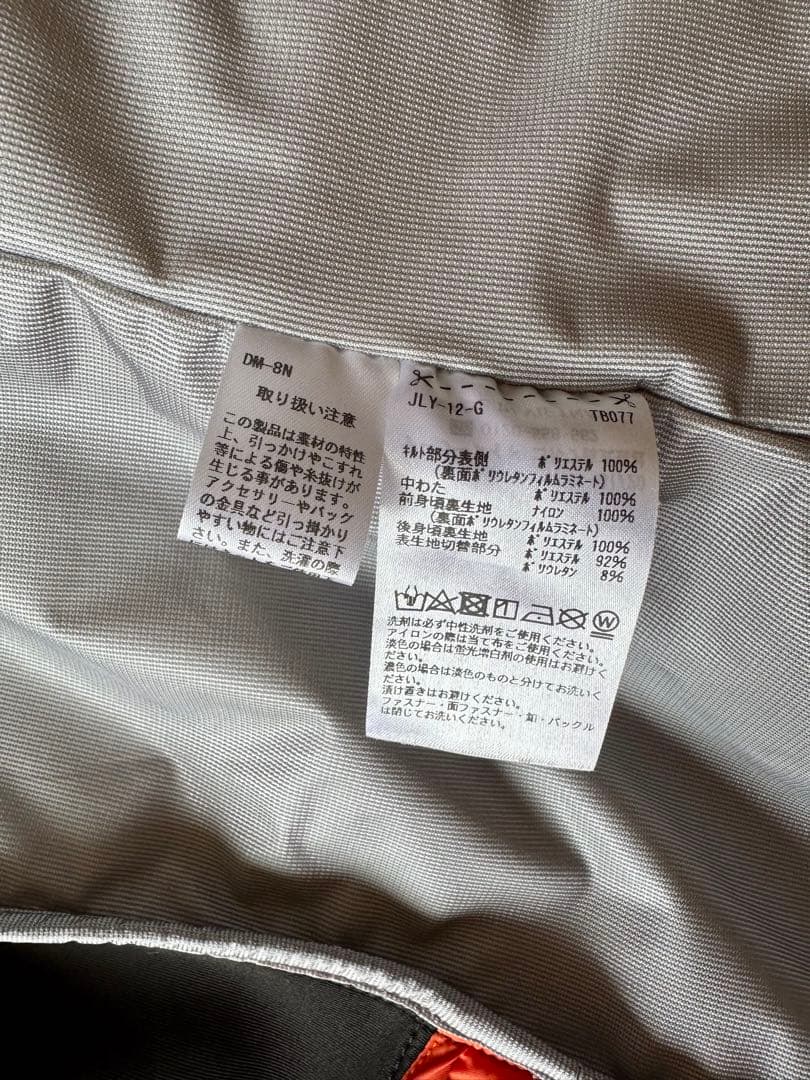 DM-8N
取り扱い注意
この製品は素材の特性
上、引っかけやこすれ
等による傷や糸抜けが
生じる事があります。
アクセサリーやバッグ
の金具など引っ掛かり
やすい物にはご注意下
さい。また、洗濯の際
JLY-12-G
TB077
キルト部分表側 ポリエステル 100%
(裏面ポリウレタンフィルムラミネート)
中わた ポリエステル 100%
前身頃裏生地 ナイロン 100%
(裏面ポリウレタンフィルムラミネート)
後身頃裏生地 ポリエステル 100%
表生地切替部分 ポリエステル 92%
ポリウレタン 8%
W
洗剤は必ず中性洗剤をご使用ください。
アイロンの際は当て布をご使用ください。
淡色の場合は蛍光増白剤の使用はお避けく
ださい。
濃色の場合は淡色のものと分けてお洗いく
ださい。
漬け置きはお避けください。
ファスナー・面ファスナー・釦・バックル
は閉じてお洗いください。